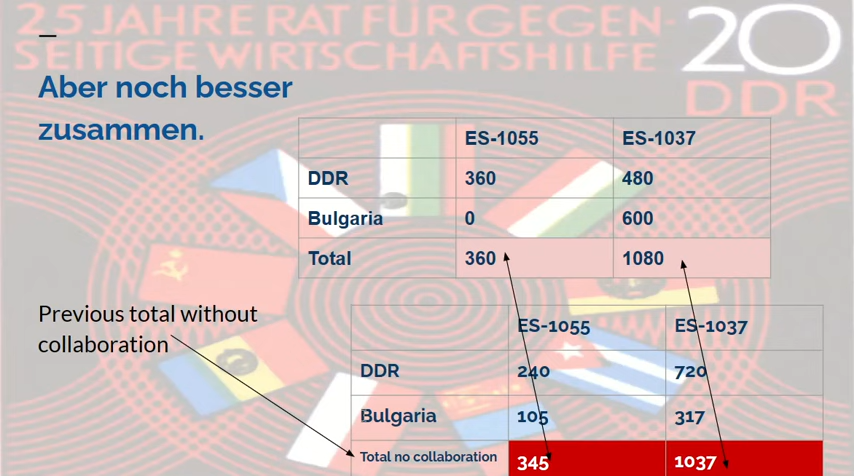 25 JAHRE RAT FÜR GEGEN-
SEITIGE WIRTSCHAFTSHILFE
20
DDR
Aber noch besser
zusammen.
ES-1055 ES-1037
DDR 360 480
Bulgaria 0 600
Total 360 1080
Previous total without
collaboration
ES-1055 ES-1037
DDR 240 720
Bulgaria 105 317
Total no collaboration 345 1037